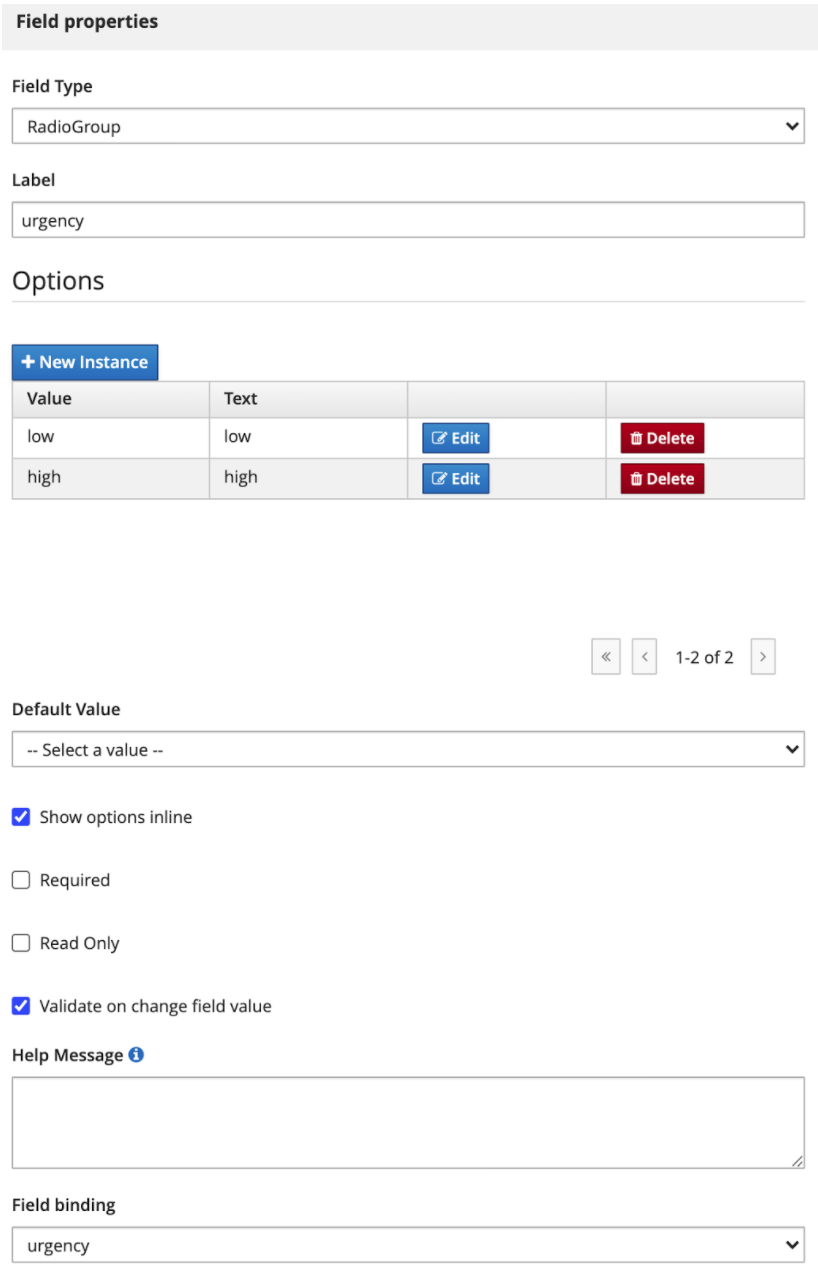 Field properties
Field Type
RadioGroup
Label
urgency
Options
+ New Instance
Value Text
low low Edit Delete
high high Edit Delete
« < 1-2 of 2 >
Default Value
-- Select a value --
Show options inline
Required
Read Only
Validate on change field value
Help Message
Field binding
urgency